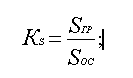 Ks = Sгр / Sос;